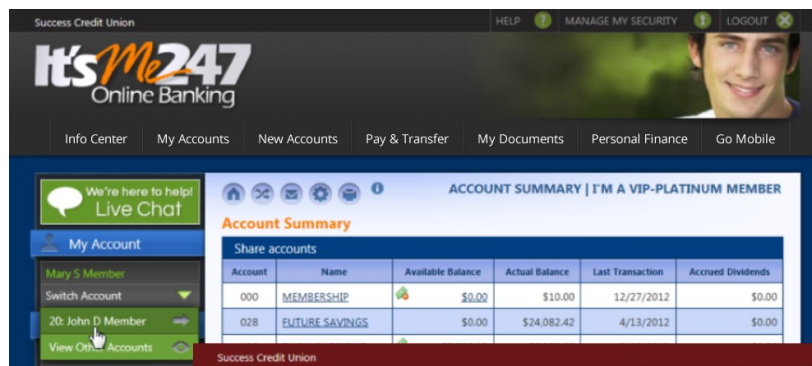 Success Credit Union
HELP ? MANAGE MY SECURITY LOGOUT
It'sMe247
Online Banking
Info Center My Accounts New Accounts Pay & Transfer My Documents Personal Finance Go Mobile
We're here to help!
Live Chat
ACCOUNT SUMMARY | I'M A VIP-PLATINUM MEMBER
Account Summary
My Account
Share accounts
Account Name Available Balance Actual Balance Last Transaction Accrued Dividends
Mary S Member
Switch Account
000 MEMBERSHIP $0.00 $10.00 12/27/2012 $0.00
20: John D Member
028 FUTURE SAVINGS $0.00 $24,082.42 4/13/2012 $0.00
View Other Accounts
Success Credit Union